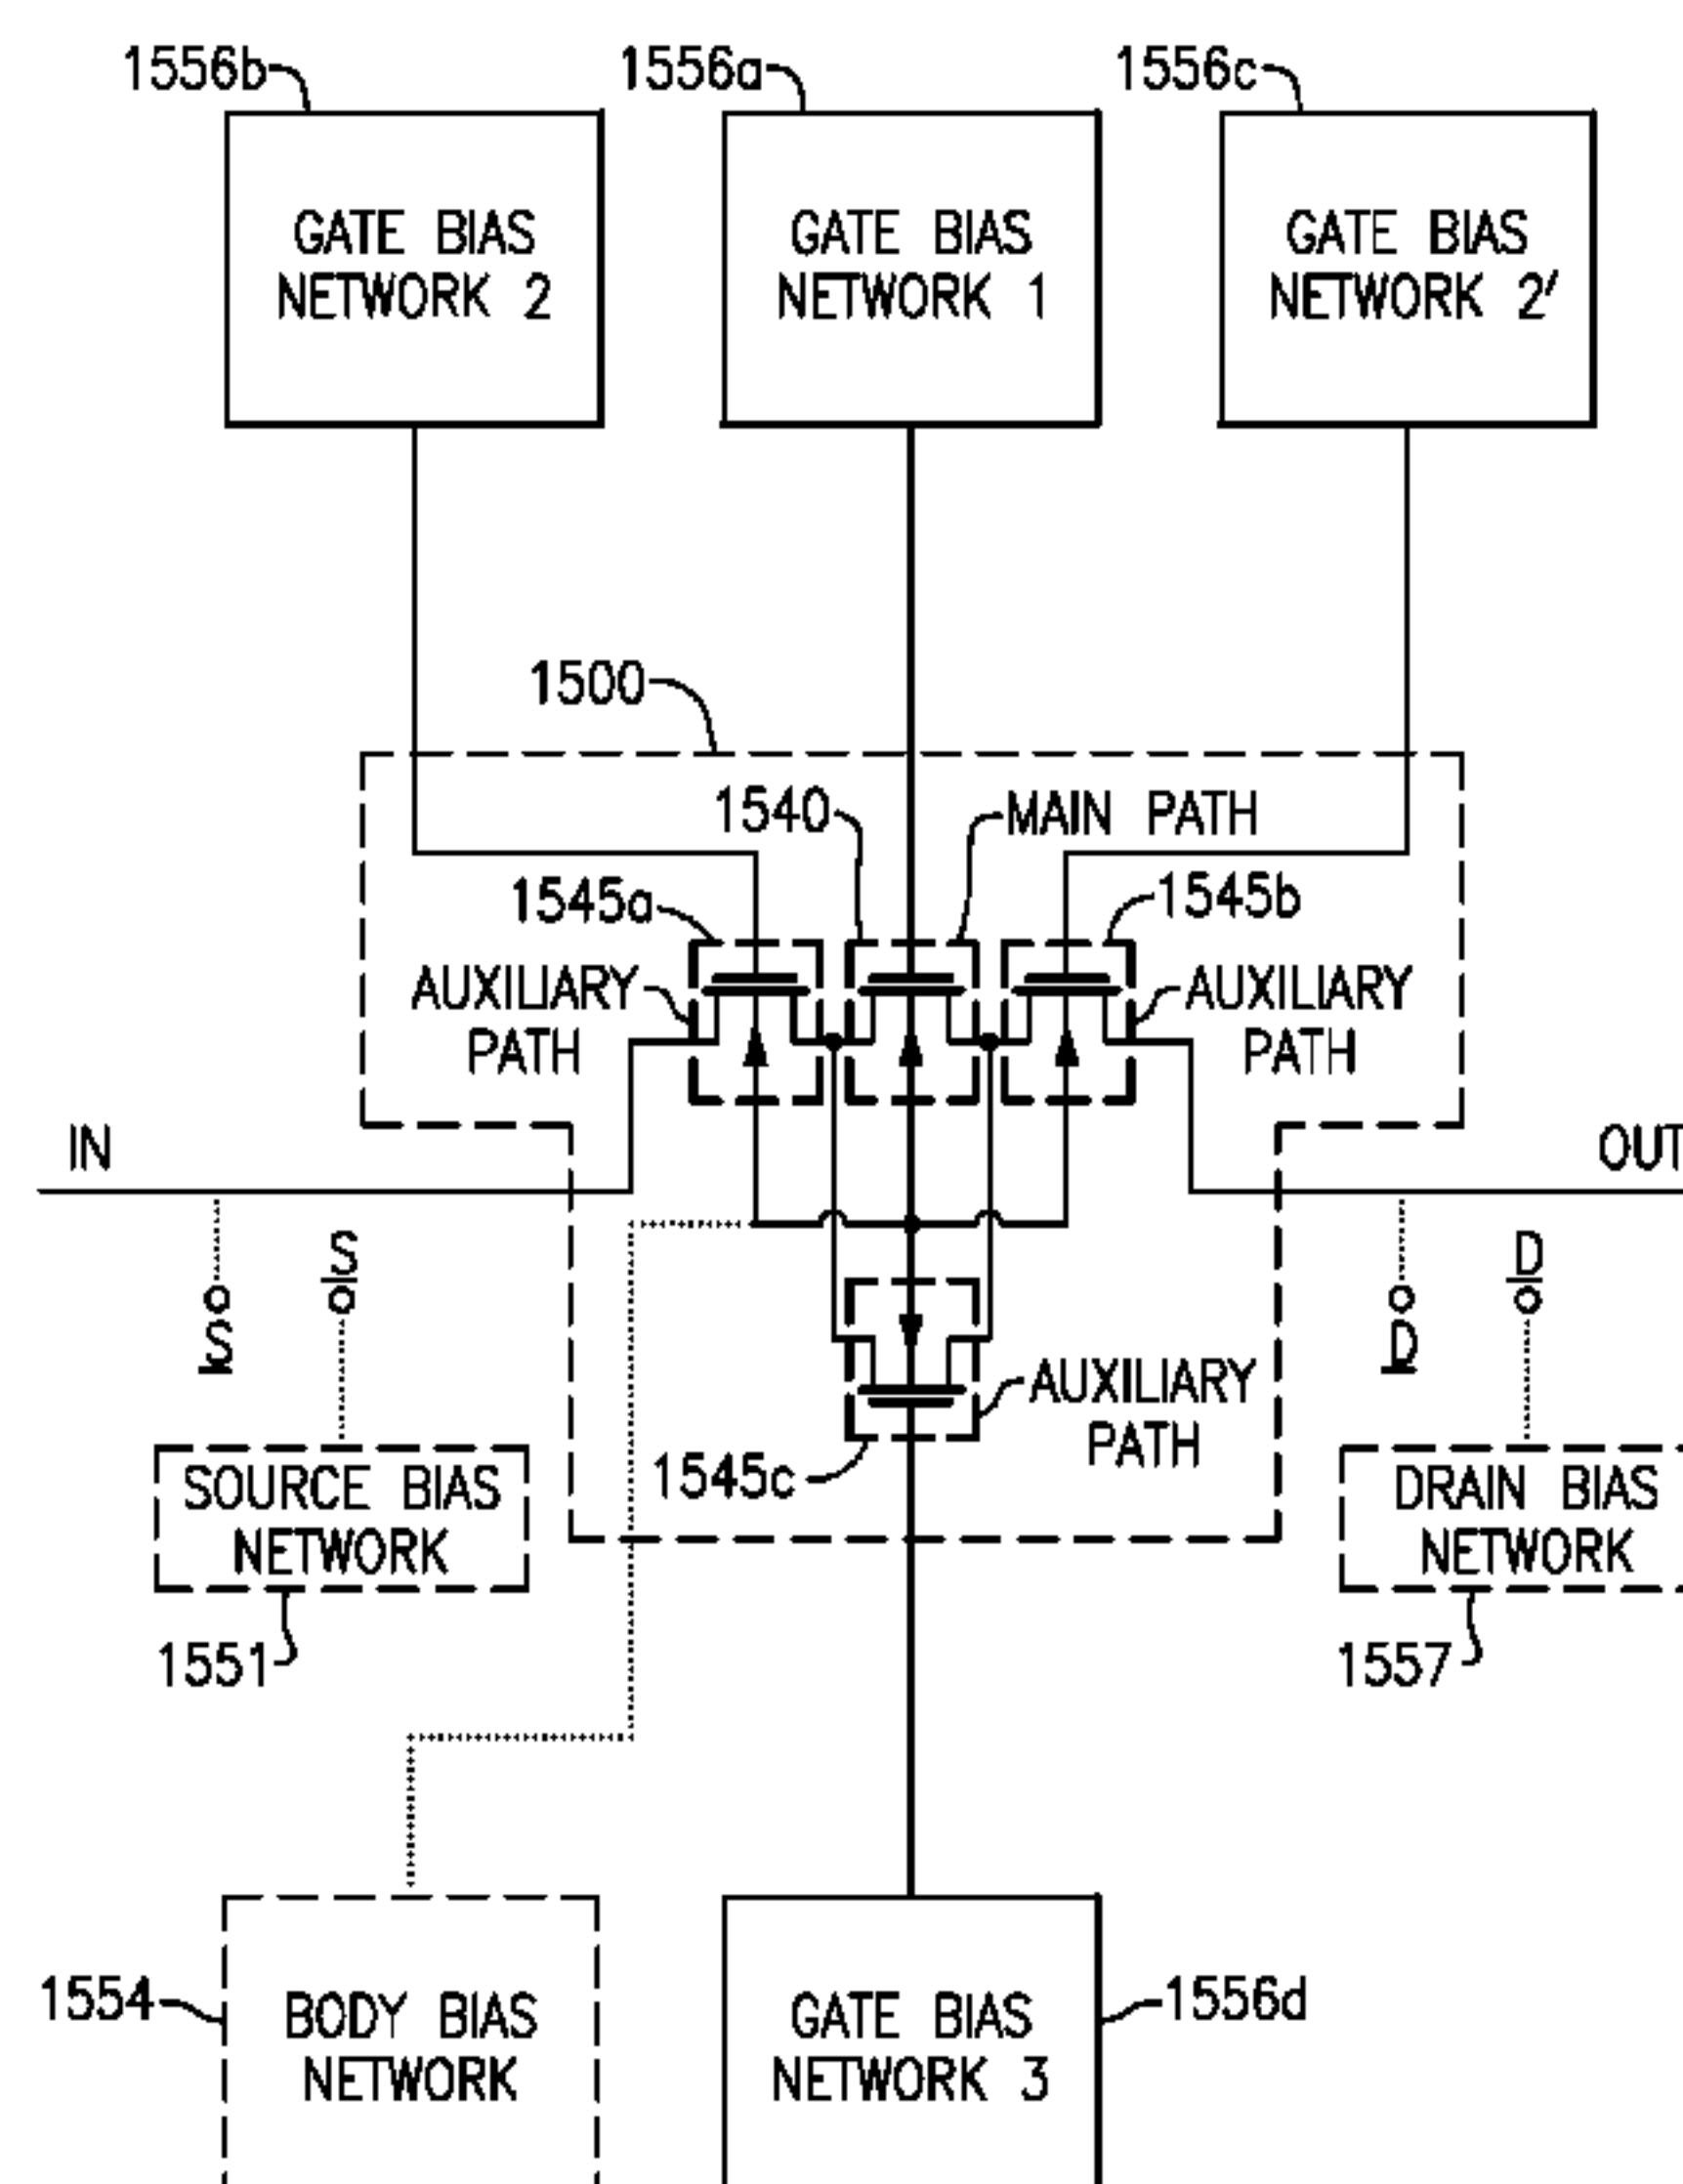 1556b
1556a
1556c
GATE BIAS
NETWORK 2
GATE BIAS
NETWORK 1
GATE BIAS
NETWORK 2'
1500
1540
MAIN PATH
1545a
1545b
AUXILIARY
PATH
AUXILIARY
PATH
IN
OUT
S
S
D
D
AUXILIARY
PATH
1545c
SOURCE BIAS
NETWORK
DRAIN BIAS
NETWORK
1551
1557
1554
BODY BIAS
NETWORK
GATE BIAS
NETWORK 3
1556d